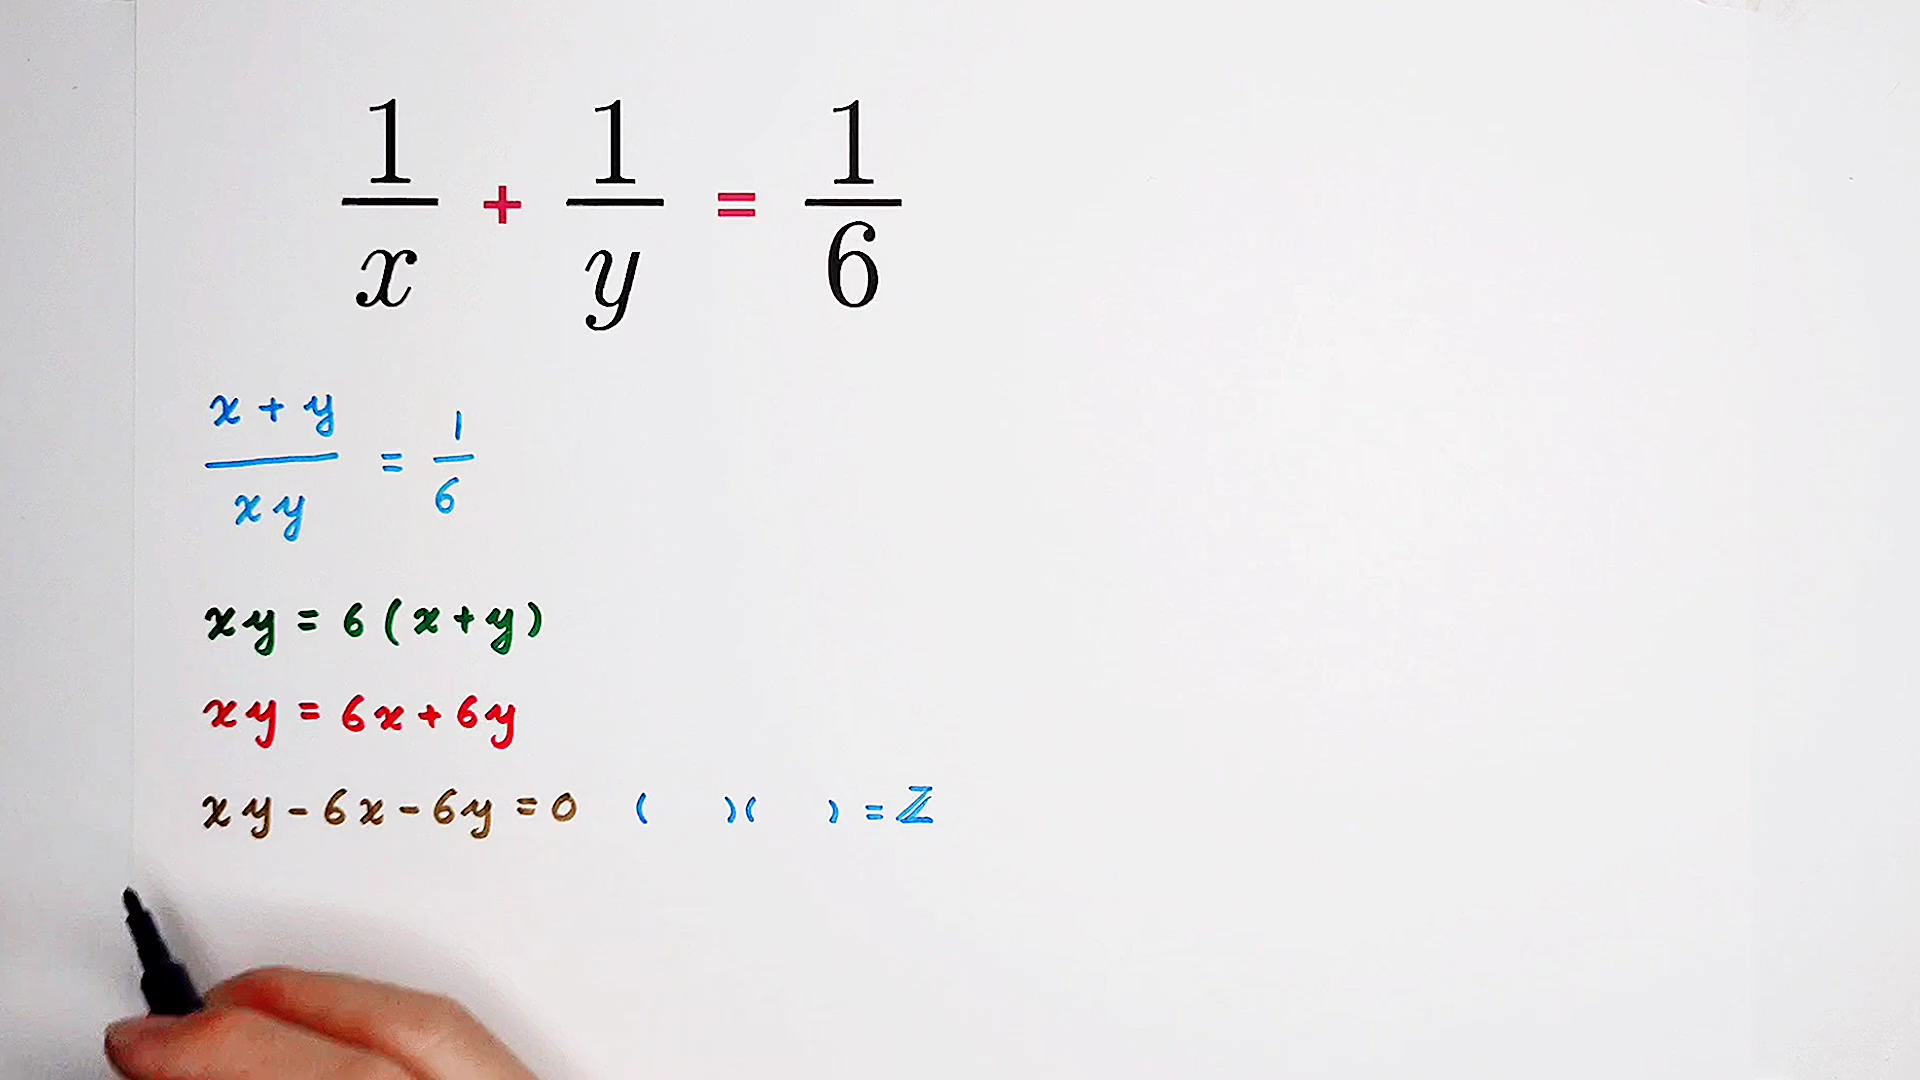 1/x + 1/y = 1/6
x + y / xy = 1/6
xy = 6(x+y)
xy = 6x+6y
xy-6x-6y=0 ( )( ) = ℤ